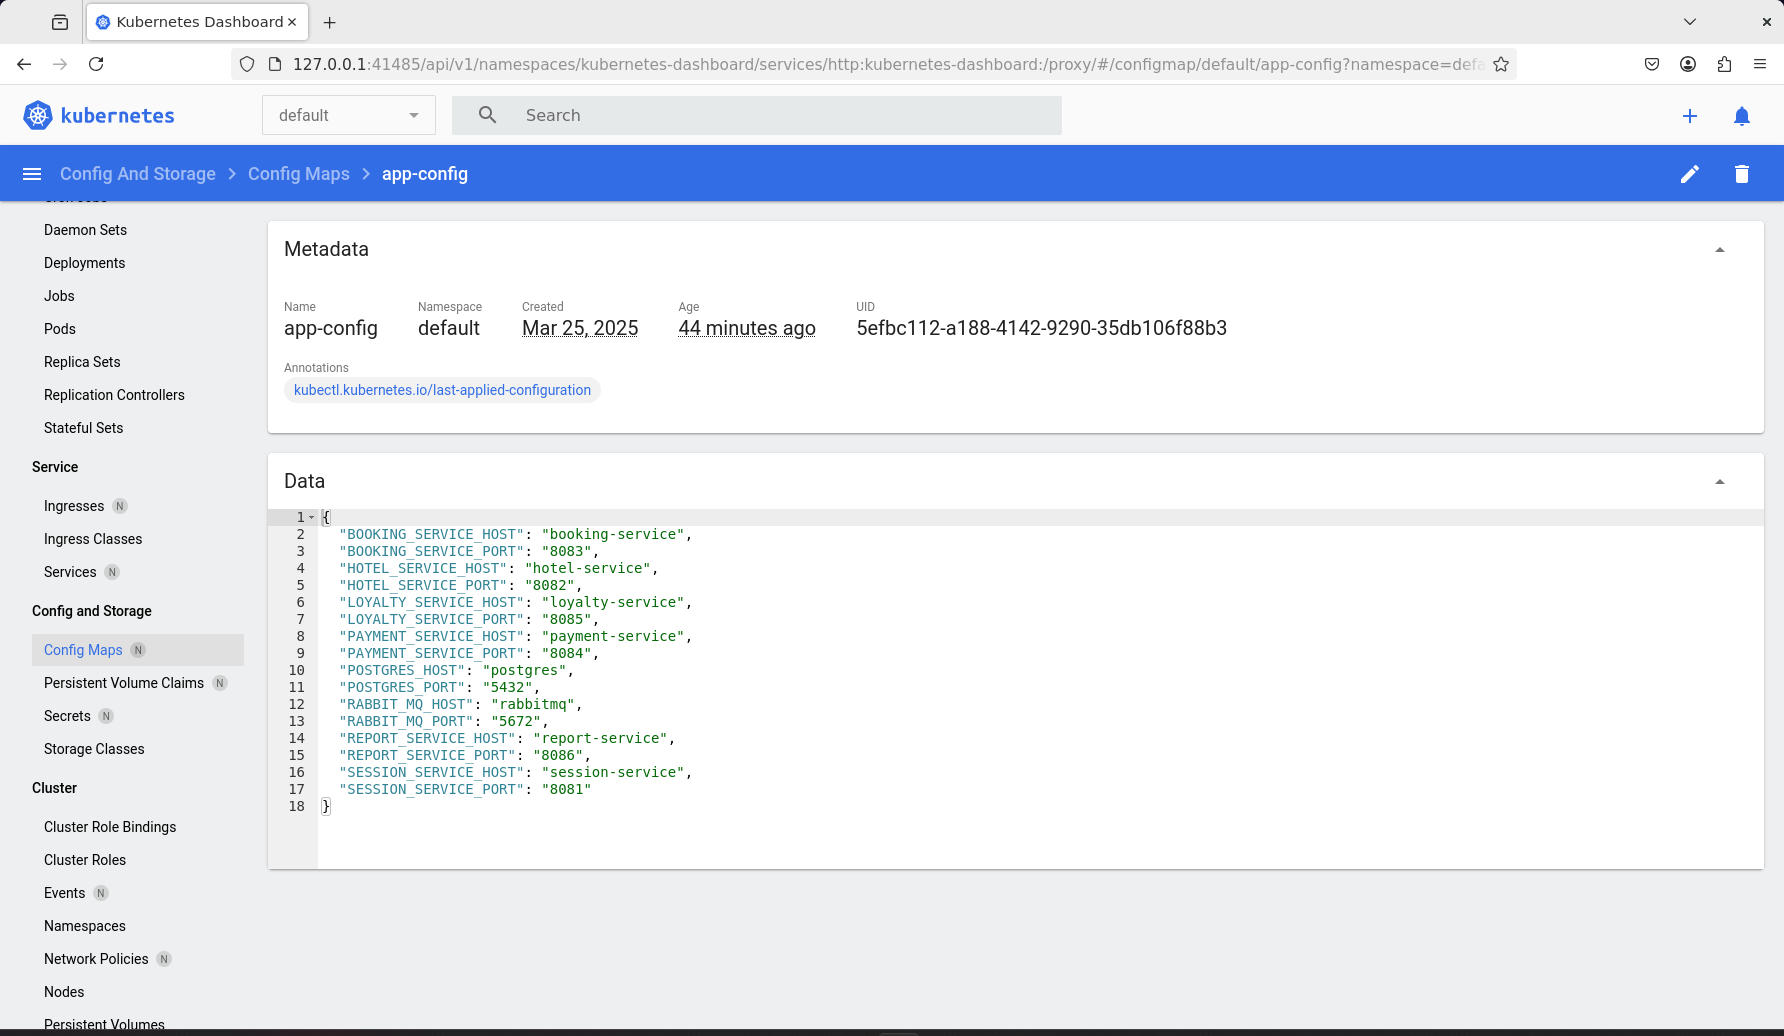 Kubernetes Dashboard
127.0.0.1:41485/api/v1/namespaces/kubernetes-dashboard/services/http:kubernetes-dashboard:/proxy/#/configmap/default/app-config?namespace=defa
kubernetes
default
Search
Config And Storage
Config Maps
app-config
Cron Jobs
Daemon Sets
Deployments
Jobs
Pods
Replica Sets
Replication Controllers
Stateful Sets
Service
Ingresses N
Ingress Classes
Services N
Config and Storage
Config Maps N
Persistent Volume Claims N
Secrets N
Storage Classes
Cluster
Cluster Role Bindings
Cluster Roles
Events N
Namespaces
Network Policies N
Nodes
Persistent Volumes
Metadata
Name
app-config
Namespace
default
Created
Mar 25, 2025
Age
44 minutes ago
UID
5efbc112-a188-4142-9290-35db106f88b3
Annotations
kubectl.kubernetes.io/last-applied-configuration
Data
1 {
2 "BOOKING_SERVICE_HOST": "booking-service",
3 "BOOKING_SERVICE_PORT": "8083",
4 "HOTEL_SERVICE_HOST": "hotel-service",
5 "HOTEL_SERVICE_PORT": "8082",
6 "LOYALTY_SERVICE_HOST": "loyalty-service",
7 "LOYALTY_SERVICE_PORT": "8085",
8 "PAYMENT_SERVICE_HOST": "payment-service",
9 "PAYMENT_SERVICE_PORT": "8084",
10 "POSTGRES_HOST": "postgres",
11 "POSTGRES_PORT": "5432",
12 "RABBIT_MQ_HOST": "rabbitmq",
13 "RABBIT_MQ_PORT": "5672",
14 "REPORT_SERVICE_HOST": "report-service",
15 "REPORT_SERVICE_PORT": "8086",
16 "SESSION_SERVICE_HOST": "session-service",
17 "SESSION_SERVICE_PORT": "8081"
18 }